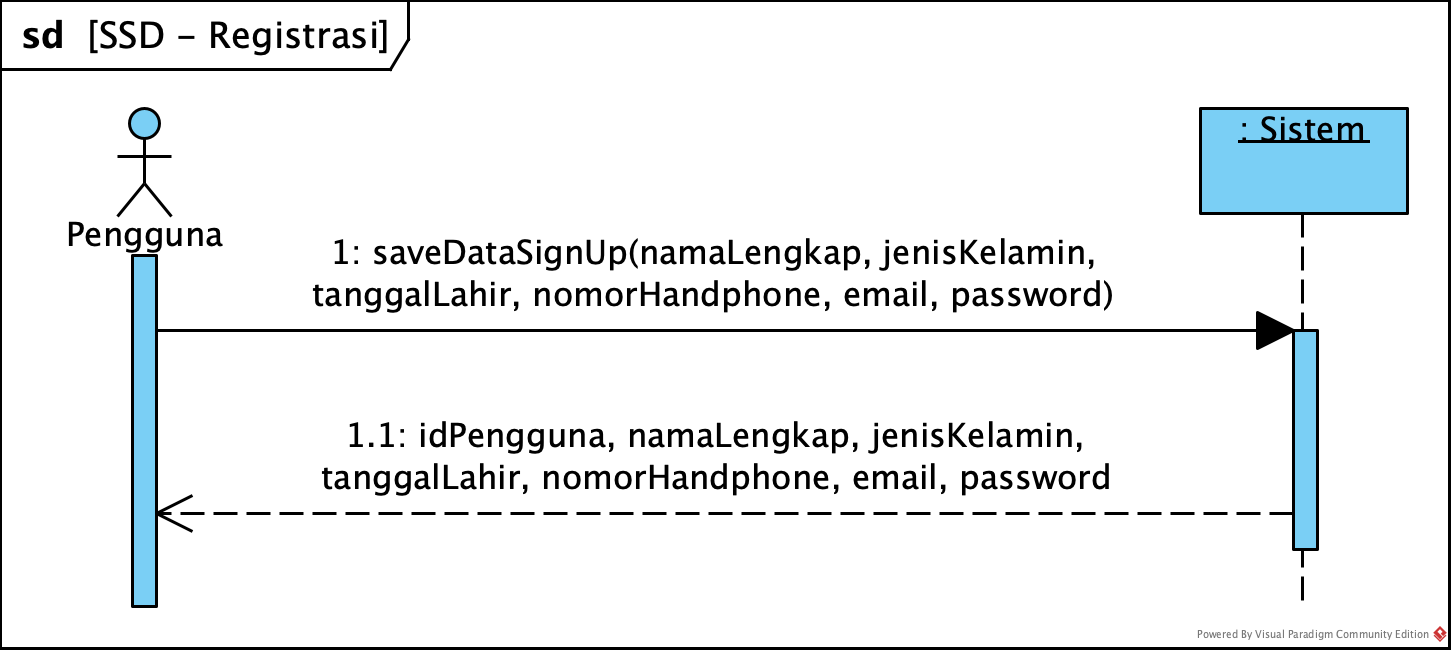 sd [SSD – Registrasi]
Pengguna
: Sistem
1: saveDataSignUp(namaLengkap, jenisKelamin,
tanggalLahir, nomorHandphone, email, password)
1.1: idPengguna, namaLengkap, jenisKelamin,
tanggalLahir, nomorHandphone, email, password
Powered By Visual Paradigm Community Edition